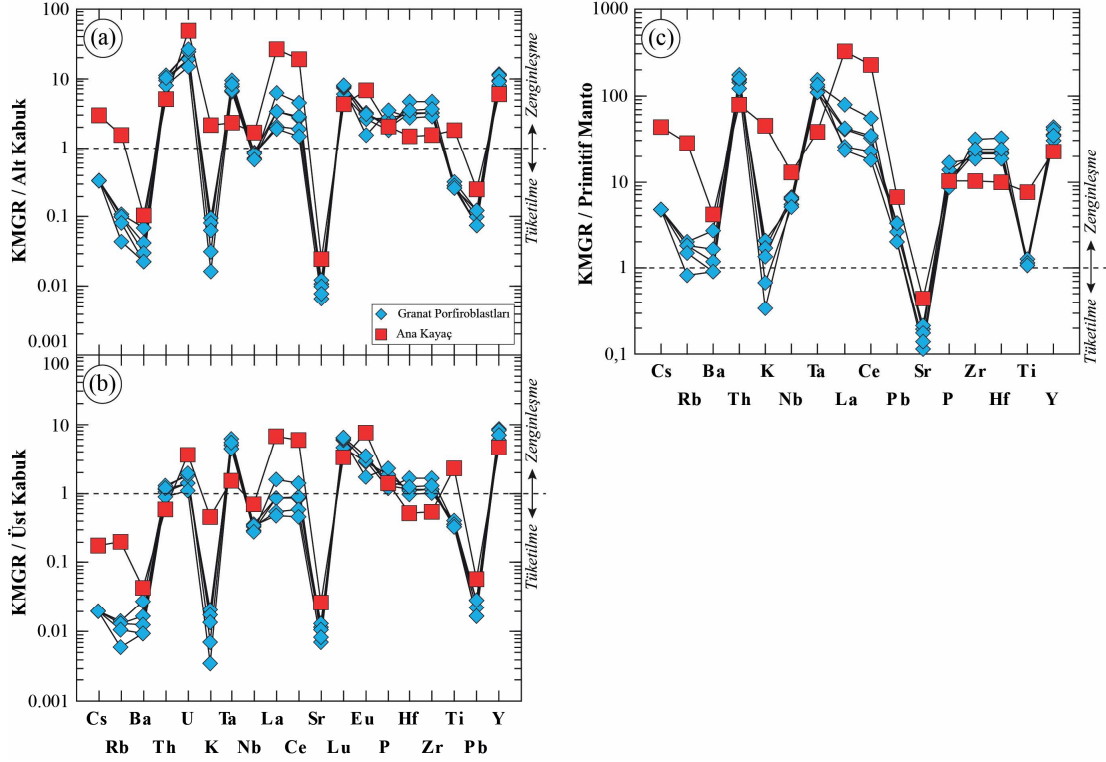 (a)
100
10
1
0.1
0.01
0.001
KMGR / Alt Kabuk
Zenginleşme
Tüketilme
Granat Porfiroblastları
Ana Kayaç
(b)
100
10
1
0.1
0.01
0.001
KMGR / Üst Kabuk
Zenginleşme
Tüketilme
Cs Ba U Ta La Sr Eu Hf Ti Y
Rb Th K Nb Ce Lu P Zr Pb
(c)
1000
100
10
1
0,1
KMGR / Primitif Manto
Zenginleşme
Tüketilme
Cs Ba K Ta Ce Sr Zr Ti
Rb Th Nb La Pb P Hf Y